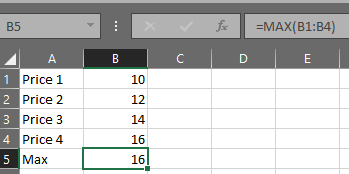 B5 fx =MAX(B1:B4)
A B C D E
1 Price 1 10
2 Price 2 12
3 Price 3 14
4 Price 4 16
5 Max 16